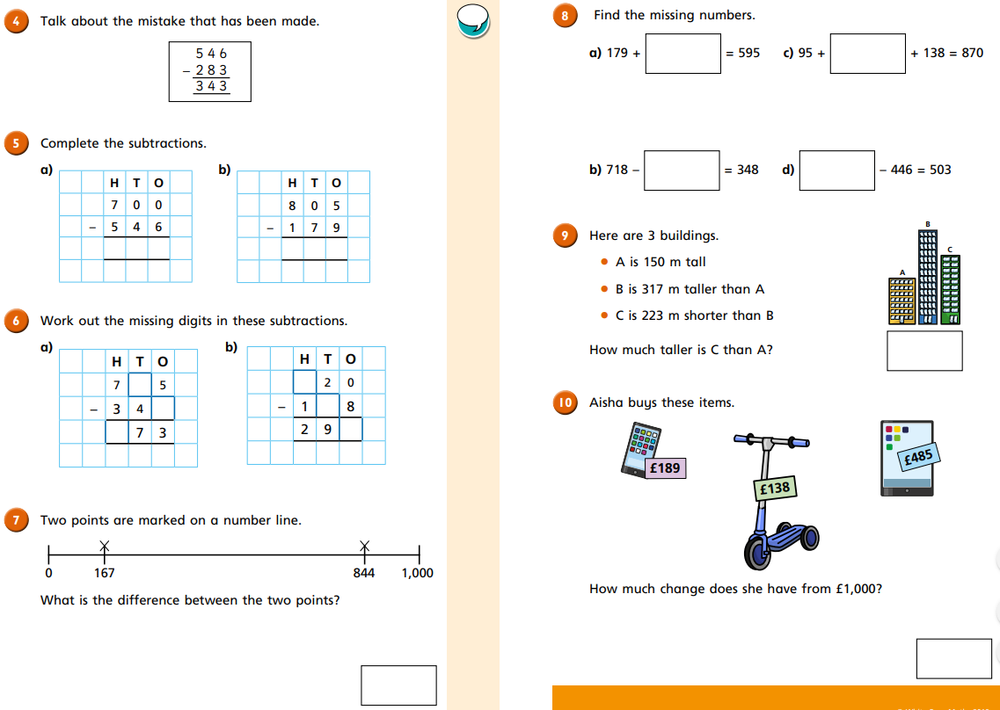 4 Talk about the mistake that has been made.
5 4 6
− 2 8 3
3 4 3
5 Complete the subtractions.
a) b)
H T O
7 0 0
− 5 4 6
H T O
8 0 5
− 1 7 9
6 Work out the missing digits in these subtractions.
a) b)
H T O
7 5
− 3 4
7 3
H T O
2 0
− 1 8
2 9
7 Two points are marked on a number line.
0 167 844 1,000
What is the difference between the two points?
8 Find the missing numbers.
a) 179 + = 595 c) 95 + + 138 = 870
b) 718 − = 348 d) − 446 = 503
9 Here are 3 buildings.
• A is 150 m tall
• B is 317 m taller than A
• C is 223 m shorter than B
How much taller is C than A?
A B C
10 Aisha buys these items.
£189
£138
£485
How much change does she have from £1,000?